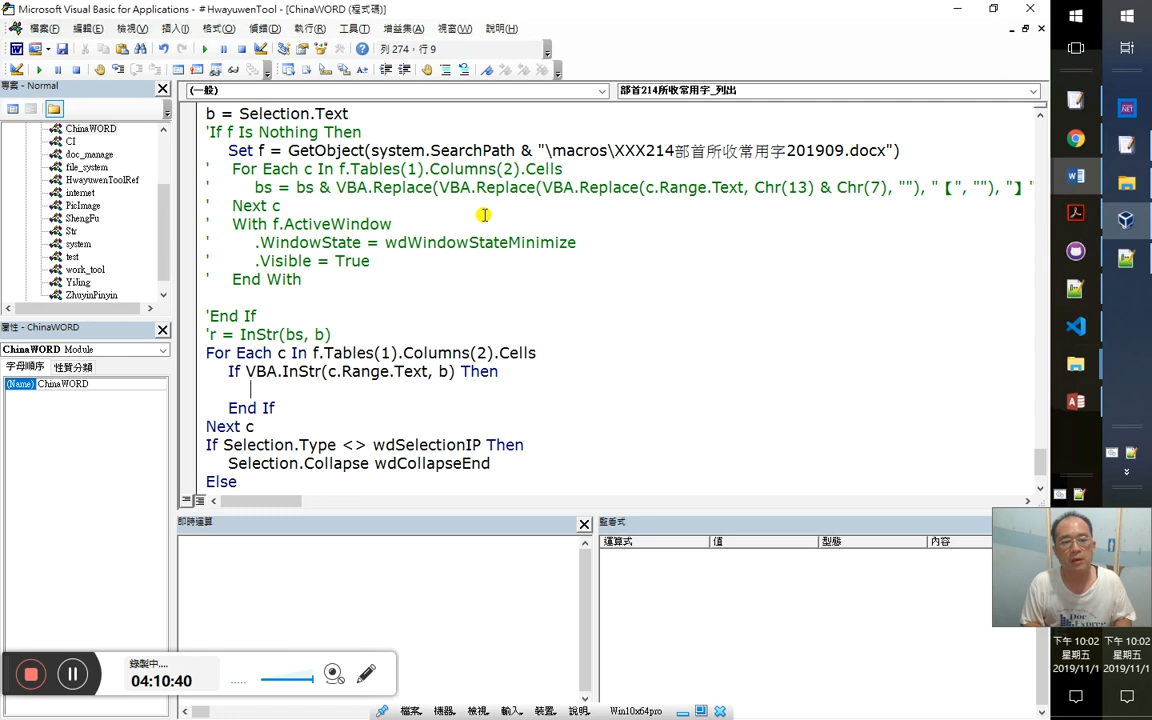 Microsoft Visual Basic for Applications - # HwayuwenTool - [ChinaWORD (程式碼)]
檔案(F) 編輯(E) 檢視(V) 插入(I) 格式(O) 偵錯(D) 執行(R) 工具(T) 增益集(A) 視窗(W) 說明(H)
列 274，行 9
專案 - Normal
ChinaWORD
CI
doc_manage
file_system
HwayuwenToolRef
internet
PicImage
ShengFu
Str
system
test
work_tool
YiJing
ZhuyinPinyin
屬性 - ChinaWORD
ChinaWORD Module
字母順序 性質分類
(Name) ChinaWORD
(一般) 部首214所收常用字_列出
b = Selection.Text
'If f Is Nothing Then
Set f = GetObject(system.SearchPath & "\macros\XXX214部首所收常用字201909.docx")
' For Each c In f.Tables(1).Columns(2).Cells
' bs = bs & VBA.Replace(VBA.Replace(VBA.Replace(c.Range.Text, Chr(13) & Chr(7), ""), "【", ""), "】"
' Next c
' With f.ActiveWindow
' .WindowState = wdWindowStateMinimize
' .Visible = True
' End With
'End If
'r = InStr(bs, b)
For Each c In f.Tables(1).Columns(2).Cells
If VBA.InStr(c.Range.Text, b) Then
End If
Next c
If Selection.Type <> wdSelectionIP Then
Selection.Collapse wdCollapseEnd
Else
即時運算
監看式
運算式 值 型態 內容
錄製中....
04:10:40
檔案 機器 檢視 輸入 裝置 說明 Win10x64pro
下午 10:02 下午 10:02
星期五 星期五
2019/11/1 2019/11/1